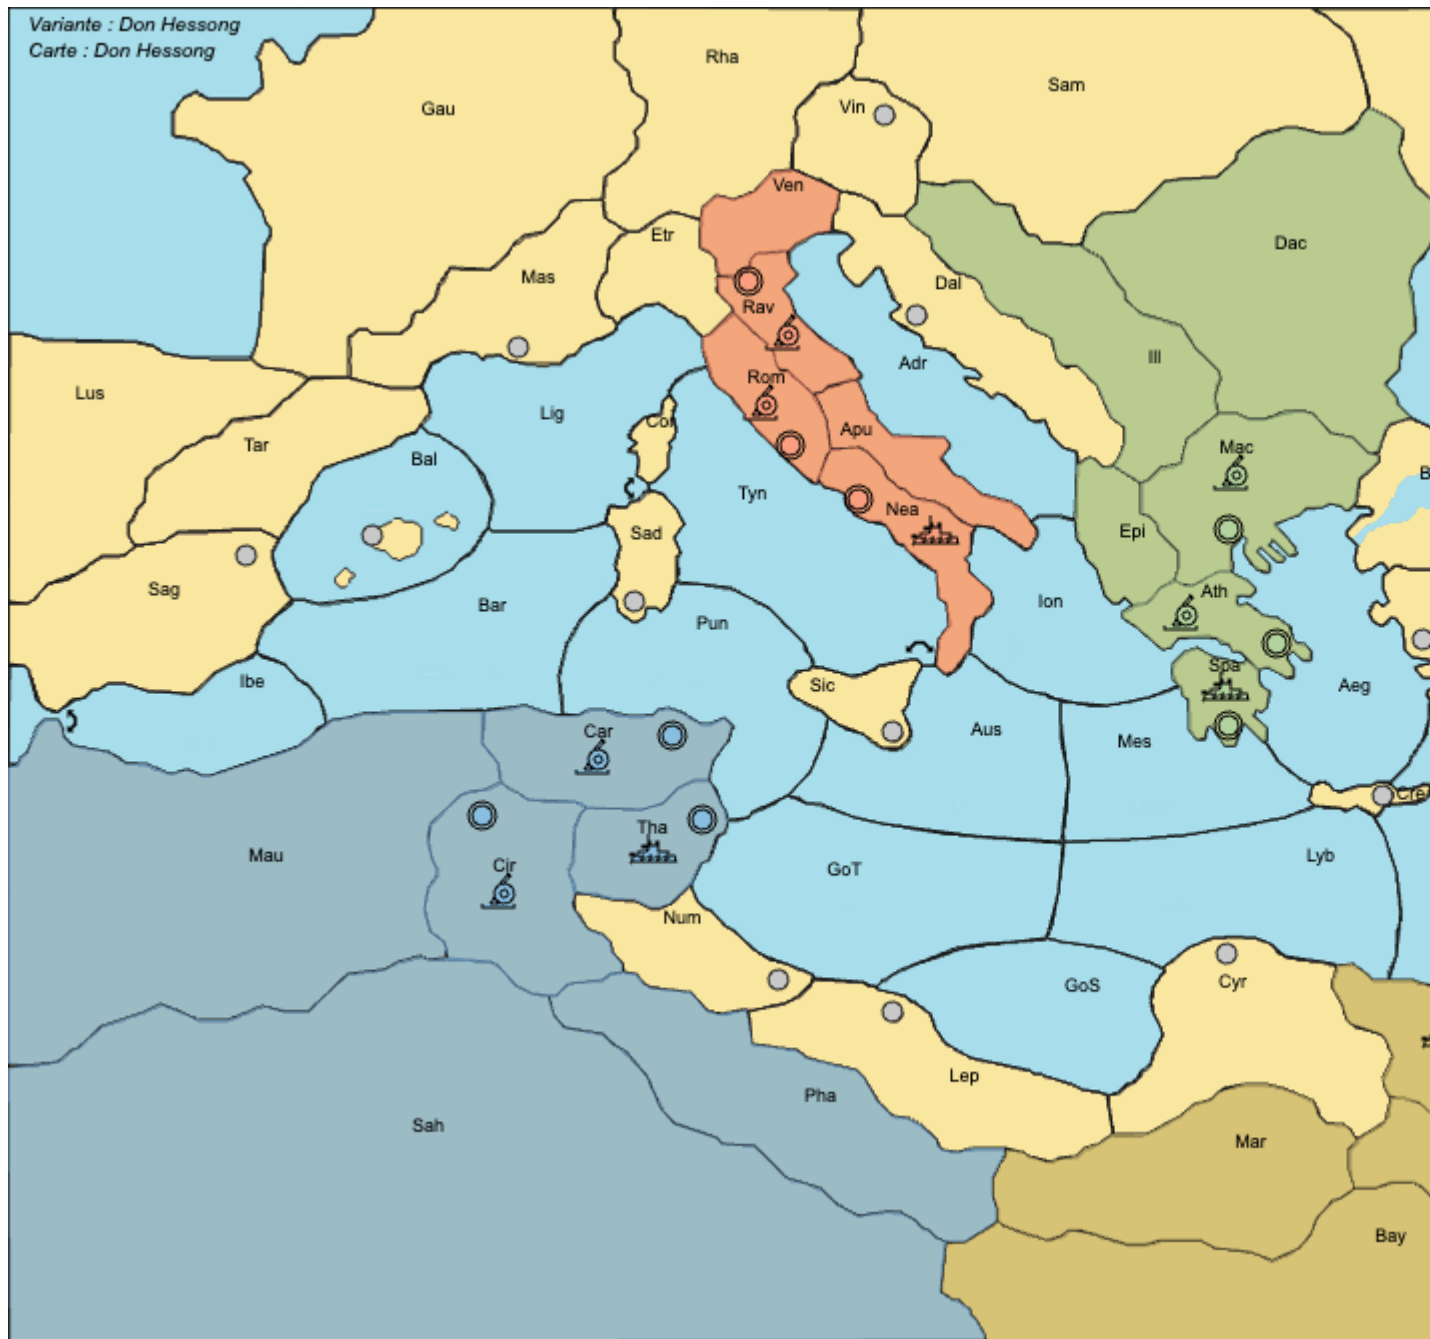 Variante : Don Hessong
Carte : Don Hessong
Rha
Sam
Gau
Vin
Ven
Etr
Dac
Mas
Dal
Rav
Ill
Adr
Rom
Lus
Lig
Cor
Apu
Tar
Mac
Bal
B
Tyn
Nea
Sad
Epi
Sag
Ath
Bar
Ion
Pun
Spa
Ibe
Sic
Aeg
Car
Aus
Mes
Cre
Tha
Mau
Cir
GoT
Lyb
Num
GoS
Cyr
Lep
Pha
Sah
Mar
Bay